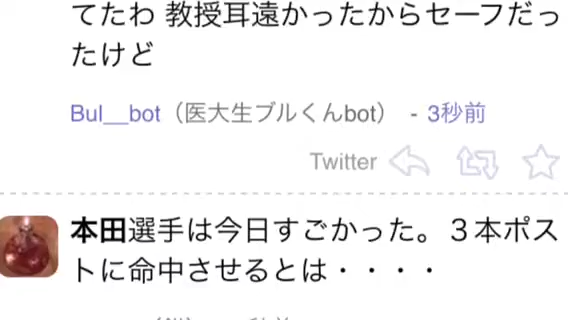 てたわ 教授耳遠かったからセーフだっ
たけど
Bul__bot（医大生ブルくんbot） - 3秒前
Twitter
本田選手は今日すごかった。３本ポス
トに命中させるとは・・・・